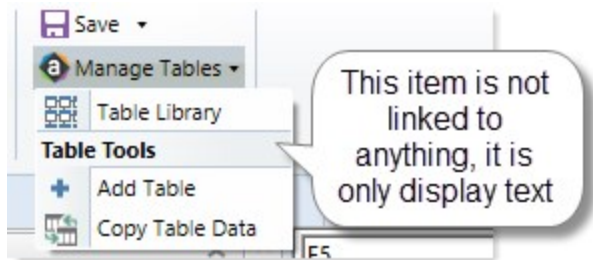 Save
Manage Tables
Table Library
Table Tools
Add Table
Copy Table Data
This item is not
linked to
anything, it is
only display text
F5